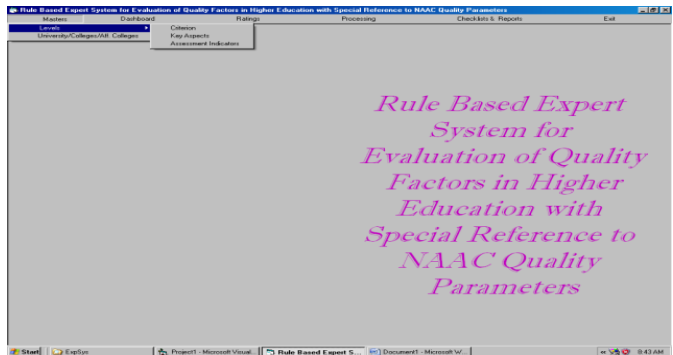 Rule Based Expert System for Evaluation of Quality Factors in Higher Education with Special Reference to NAAC Quality Parameters
Masters Dashboard Ratings Processing Checklists & Reports Exit
Levels
University/Colleges/Aff. Colleges
Criterion
Key Aspects
Assessment Indicators
Rule Based Expert
System for
Evaluation of Quality
Factors in Higher
Education with
Special Reference to
NAAC Quality
Parameters
Start ExpSys Project1 - Microsoft Visual... Rule Based Expert S... Document1 - Microsoft W... 8:43 AM